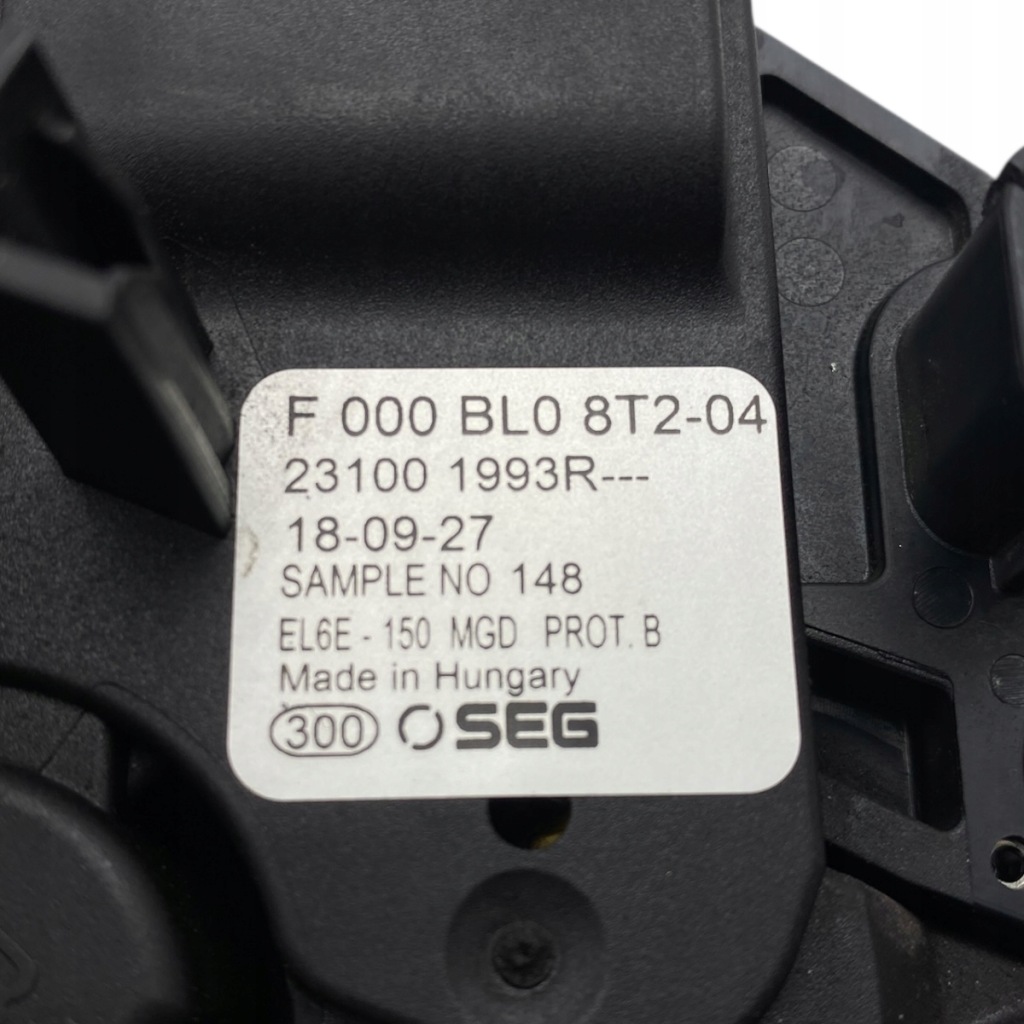 F 000 BL0 8T2-04
23100 1993R---
18-09-27
SAMPLE NO 148
EL6E - 150 MGD PROT. B
Made in Hungary
300 SEG